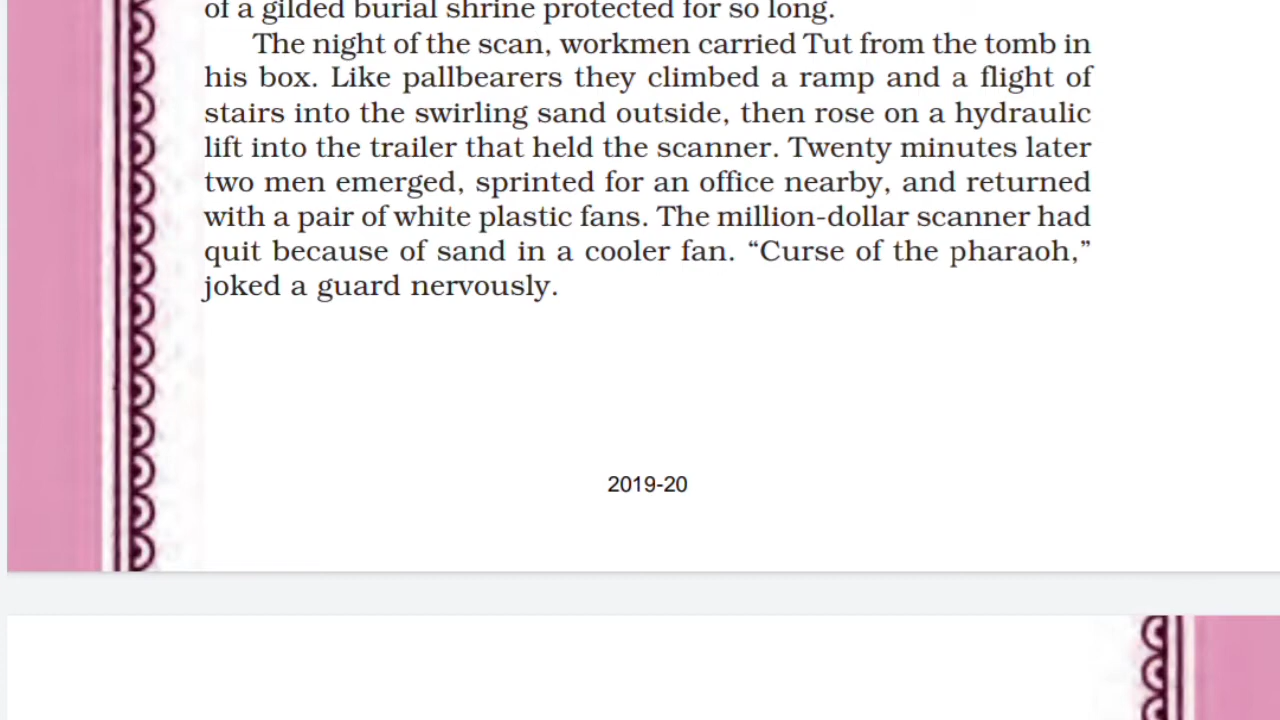 of a gilded burial shrine protected for so long.
The night of the scan, workmen carried Tut from the tomb in
his box. Like pallbearers they climbed a ramp and a flight of
stairs into the swirling sand outside, then rose on a hydraulic
lift into the trailer that held the scanner. Twenty minutes later
two men emerged, sprinted for an office nearby, and returned
with a pair of white plastic fans. The million-dollar scanner had
quit because of sand in a cooler fan. “Curse of the pharaoh,”
joked a guard nervously.
2019-20